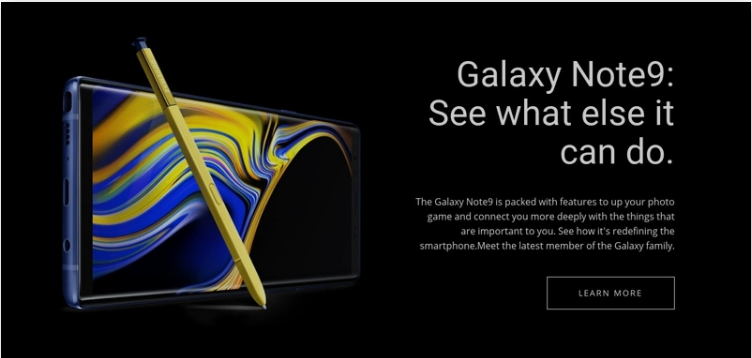 Galaxy Note9:
See what else it
can do.
The Galaxy Note9 is packed with features to up your photo
game and connect you more deeply with the things that
are important to you. See how it's redefining the
smartphone.Meet the latest member of the Galaxy family.
LEARN MORE